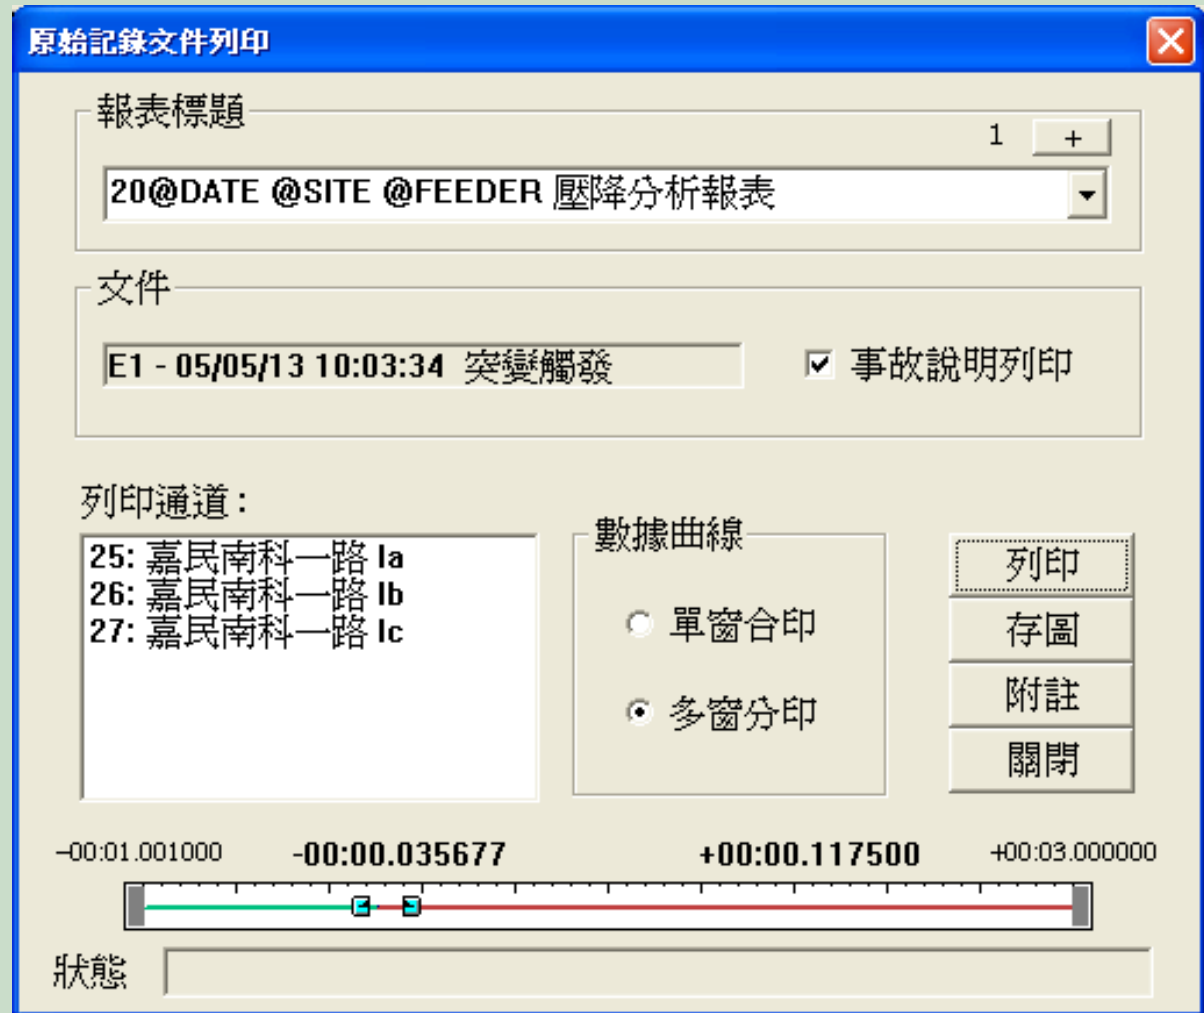 原始記錄文件列印
報表標題
1 +
20@DATE @SITE @FEEDER 壓降分析報表
文件
E1 - 05/05/13 10:03:34 突變觸發
事故說明列印
列印通道：
25: 嘉民南科一路 Ia
26: 嘉民南科一路 Ib
27: 嘉民南科一路 Ic
數據曲線
單窗合印
多窗分印
列印
存圖
附註
關閉
-00:01.001000 -00:00.035677 +00:00.117500 +00:03.000000
狀態